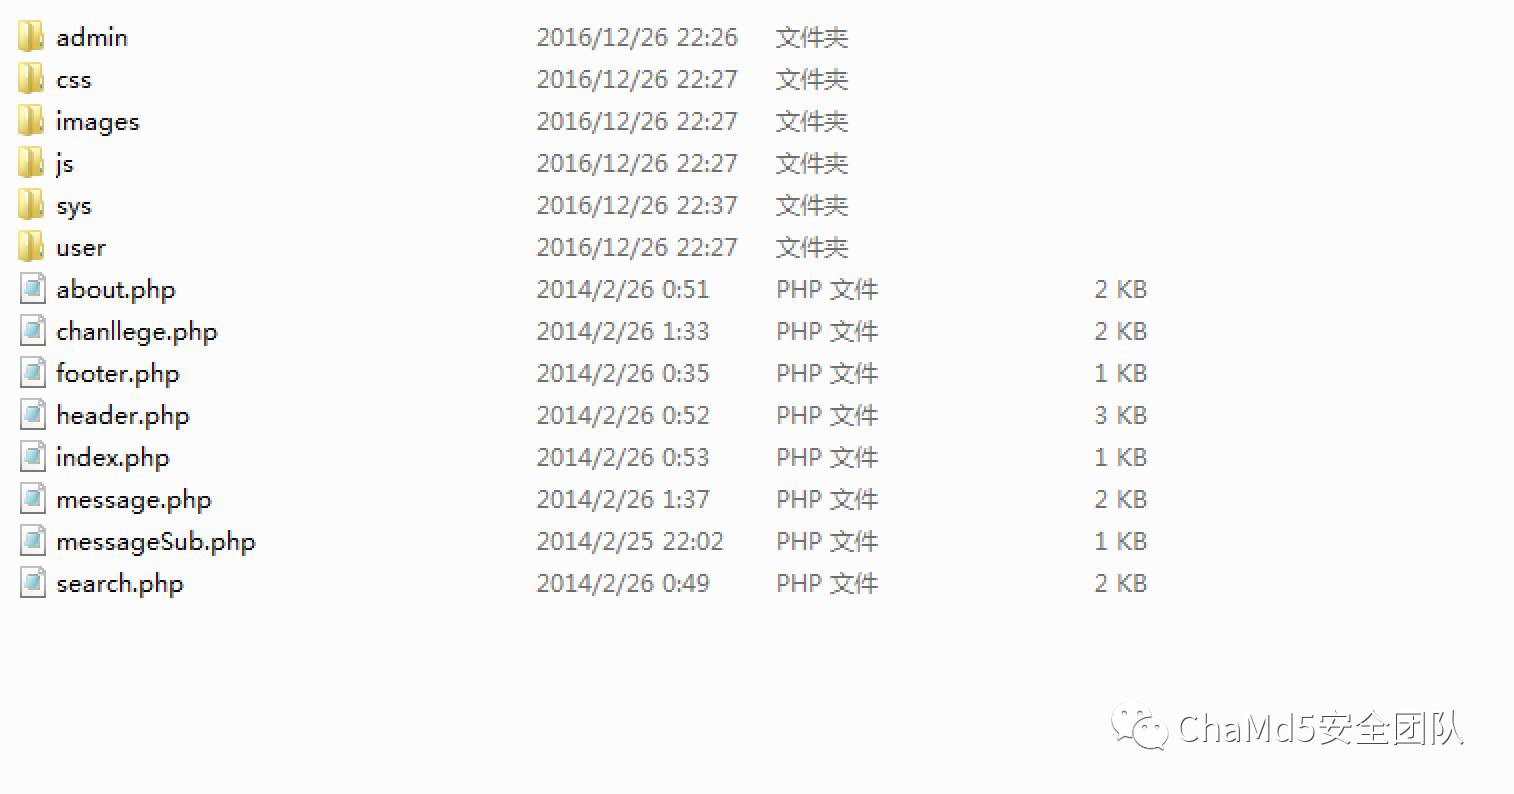 admin 2016/12/26 22:26 文件夹
css 2016/12/26 22:27 文件夹
images 2016/12/26 22:27 文件夹
js 2016/12/26 22:27 文件夹
sys 2016/12/26 22:37 文件夹
user 2016/12/26 22:27 文件夹
about.php 2014/2/26 0:51 PHP 文件 2 KB
chanllege.php 2014/2/26 1:33 PHP 文件 2 KB
footer.php 2014/2/26 0:35 PHP 文件 1 KB
header.php 2014/2/26 0:52 PHP 文件 3 KB
index.php 2014/2/26 0:53 PHP 文件 1 KB
message.php 2014/2/26 1:37 PHP 文件 2 KB
messageSub.php 2014/2/25 22:02 PHP 文件 1 KB
search.php 2014/2/26 0:49 PHP 文件 2 KB
ChaMd5安全团队